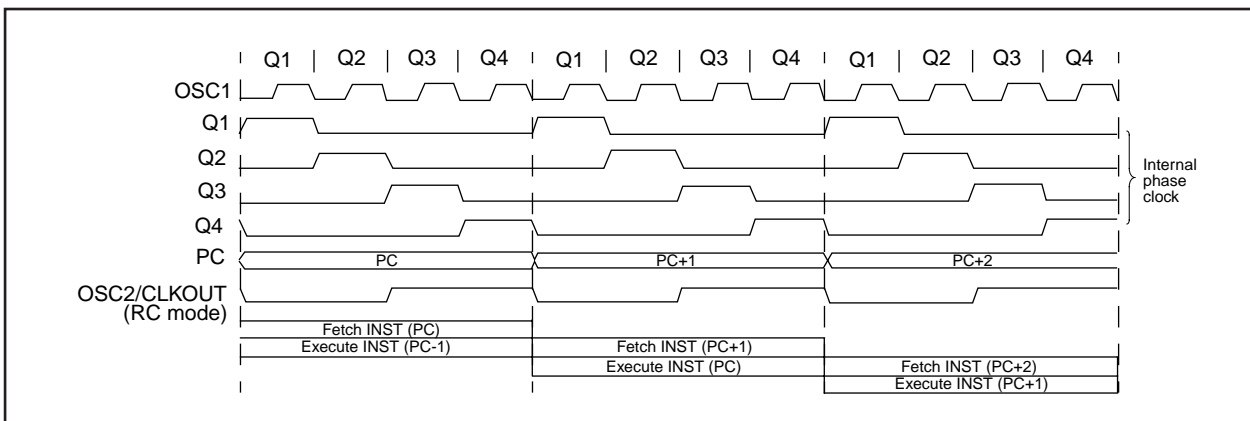 Q1 | Q2 | Q3 | Q4 | Q1 | Q2 | Q3 | Q4 | Q1 | Q2 | Q3 | Q4
OSC1
Q1
Q2
Q3
Q4
PC
PC PC+1 PC+2
OSC2/CLKOUT
(RC mode)
Internal
phase
clock
Fetch INST (PC)
Execute INST (PC-1) Fetch INST (PC+1)
Execute INST (PC) Fetch INST (PC+2)
Execute INST (PC+1)